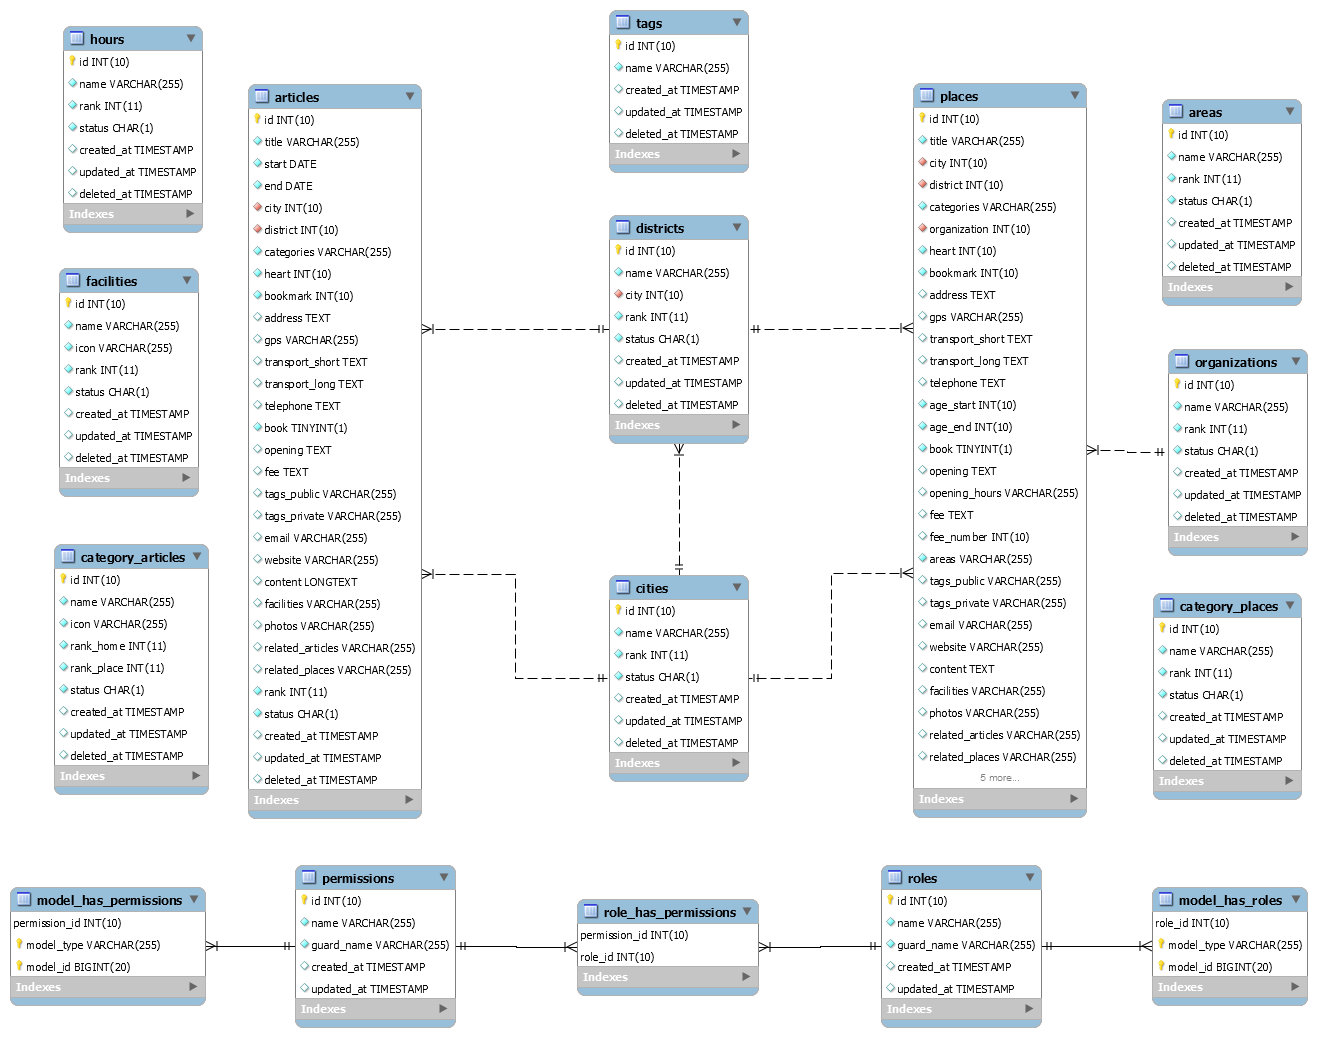 hours
id INT(10)
name VARCHAR(255)
rank INT(11)
status CHAR(1)
created_at TIMESTAMP
updated_at TIMESTAMP
deleted_at TIMESTAMP
Indexes
facilities
id INT(10)
name VARCHAR(255)
icon VARCHAR(255)
rank INT(11)
status CHAR(1)
created_at TIMESTAMP
updated_at TIMESTAMP
deleted_at TIMESTAMP
Indexes
category_articles
id INT(10)
name VARCHAR(255)
icon VARCHAR(255)
rank_home INT(11)
rank_place INT(11)
status CHAR(1)
created_at TIMESTAMP
updated_at TIMESTAMP
deleted_at TIMESTAMP
Indexes
articles
id INT(10)
title VARCHAR(255)
start DATE
end DATE
city INT(10)
district INT(10)
categories VARCHAR(255)
heart INT(10)
bookmark INT(10)
address TEXT
gps VARCHAR(255)
transport_short TEXT
transport_long TEXT
telephone TEXT
book TINYINT(1)
opening TEXT
fee TEXT
tags_public VARCHAR(255)
tags_private VARCHAR(255)
email VARCHAR(255)
website VARCHAR(255)
content LONGTEXT
facilities VARCHAR(255)
photos VARCHAR(255)
related_articles VARCHAR(255)
related_places VARCHAR(255)
rank INT(11)
status CHAR(1)
created_at TIMESTAMP
updated_at TIMESTAMP
deleted_at TIMESTAMP
Indexes
tags
id INT(10)
name VARCHAR(255)
created_at TIMESTAMP
updated_at TIMESTAMP
deleted_at TIMESTAMP
Indexes
districts
id INT(10)
name VARCHAR(255)
city INT(10)
rank INT(11)
status CHAR(1)
created_at TIMESTAMP
updated_at TIMESTAMP
deleted_at TIMESTAMP
Indexes
cities
id INT(10)
name VARCHAR(255)
rank INT(11)
status CHAR(1)
created_at TIMESTAMP
updated_at TIMESTAMP
deleted_at TIMESTAMP
Indexes
places
id INT(10)
title VARCHAR(255)
city INT(10)
district INT(10)
categories VARCHAR(255)
organization INT(10)
heart INT(10)
bookmark INT(10)
address TEXT
gps VARCHAR(255)
transport_short TEXT
transport_long TEXT
telephone TEXT
age_start INT(10)
age_end INT(10)
book TINYINT(1)
opening TEXT
opening_hours VARCHAR(255)
fee TEXT
fee_number INT(10)
areas VARCHAR(255)
tags_public VARCHAR(255)
tags_private VARCHAR(255)
email VARCHAR(255)
website VARCHAR(255)
content TEXT
facilities VARCHAR(255)
photos VARCHAR(255)
related_articles VARCHAR(255)
related_places VARCHAR(255)
5 more...
Indexes
areas
id INT(10)
name VARCHAR(255)
rank INT(11)
status CHAR(1)
created_at TIMESTAMP
updated_at TIMESTAMP
deleted_at TIMESTAMP
Indexes
organizations
id INT(10)
name VARCHAR(255)
rank INT(11)
status CHAR(1)
created_at TIMESTAMP
updated_at TIMESTAMP
deleted_at TIMESTAMP
Indexes
category_places
id INT(10)
name VARCHAR(255)
rank INT(11)
status CHAR(1)
created_at TIMESTAMP
updated_at TIMESTAMP
deleted_at TIMESTAMP
Indexes
model_has_permissions
permission_id INT(10)
model_type VARCHAR(255)
model_id BIGINT(20)
Indexes
permissions
id INT(10)
name VARCHAR(255)
guard_name VARCHAR(255)
created_at TIMESTAMP
updated_at TIMESTAMP
Indexes
role_has_permissions
permission_id INT(10)
role_id INT(10)
Indexes
roles
id INT(10)
name VARCHAR(255)
guard_name VARCHAR(255)
created_at TIMESTAMP
updated_at TIMESTAMP
Indexes
model_has_roles
role_id INT(10)
model_type VARCHAR(255)
model_id BIGINT(20)
Indexes